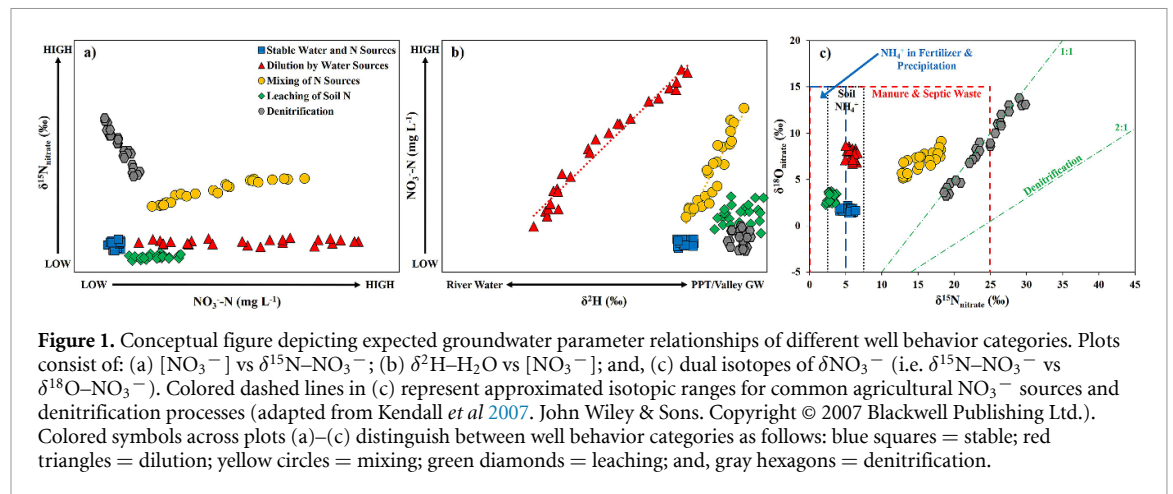 HIGH
a)
Stable Water and N Sources
Dilution by Water Sources
Mixing of N Sources
Leaching of Soil N
Denitrification
δ¹⁵Nnitrate (‰)
LOW
LOW
HIGH
NO₃⁻-N (mg L⁻¹)
HIGH
b)
NO₃⁻-N (mg L⁻¹)
LOW
River Water
PPT/Valley GW
δ²H (‰)
c)
NH₄⁺ in Fertilizer &
Precipitation
1:1
Soil
NH₄⁻
Manure & Septic Waste
2:1
Denitrification
δ¹⁸Onitrate (‰)
20
15
10
5
0
-5
0 5 10 15 20 25 30 35 40 45
δ¹⁵Nnitrate (‰)
Figure 1. Conceptual figure depicting expected groundwater parameter relationships of different well behavior categories. Plots
consist of: (a) [NO₃⁻] vs δ¹⁵N–NO₃⁻; (b) δ²H–H₂O vs [NO₃⁻]; and, (c) dual isotopes of δNO₃⁻ (i.e. δ¹⁵N–NO₃⁻ vs
δ¹⁸O–NO₃⁻). Colored dashed lines in (c) represent approximated isotopic ranges for common agricultural NO₃⁻ sources and
denitrification processes (adapted from Kendall et al 2007. John Wiley & Sons. Copyright © 2007 Blackwell Publishing Ltd.).
Colored symbols across plots (a)–(c) distinguish between well behavior categories as follows: blue squares = stable; red
triangles = dilution; yellow circles = mixing; green diamonds = leaching; and, gray hexagons = denitrification.